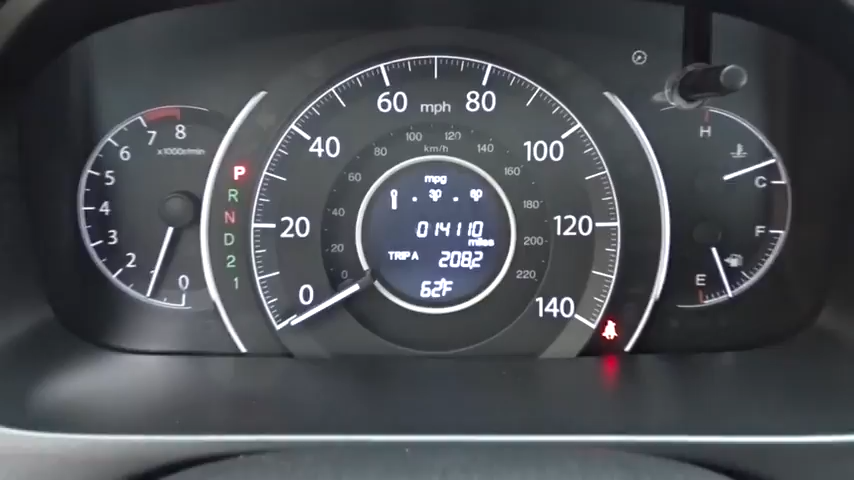 8
7
6
5
4
3
2
0
x1000r/min
P
R
N
D
2
1
mph
0
20
40
60
80
100
120
140
km/h
0
20
40
60
80
100
120
140
160
180
200
220
mpg
30 60
014110
miles
TRIP A 208.2
62°F
H
C
F
E